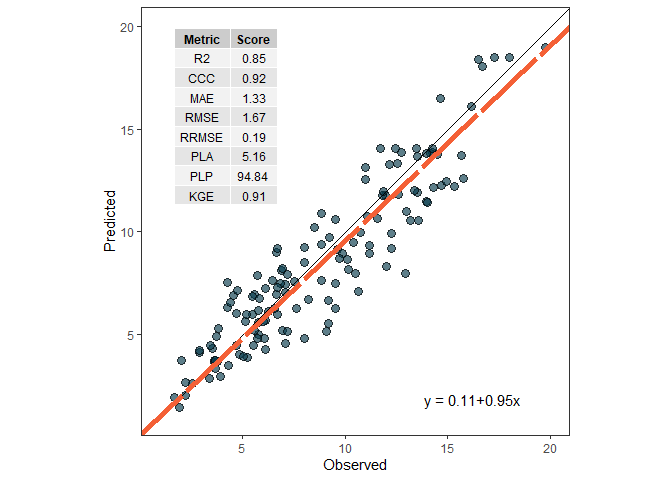 20
15
10
5
Predicted
Metric Score
R2 0.85
CCC 0.92
MAE 1.33
RMSE 1.67
RRMSE 0.19
PLA 5.16
PLP 94.84
KGE 0.91
y = 0.11+0.95x
5 10 15 20
Observed